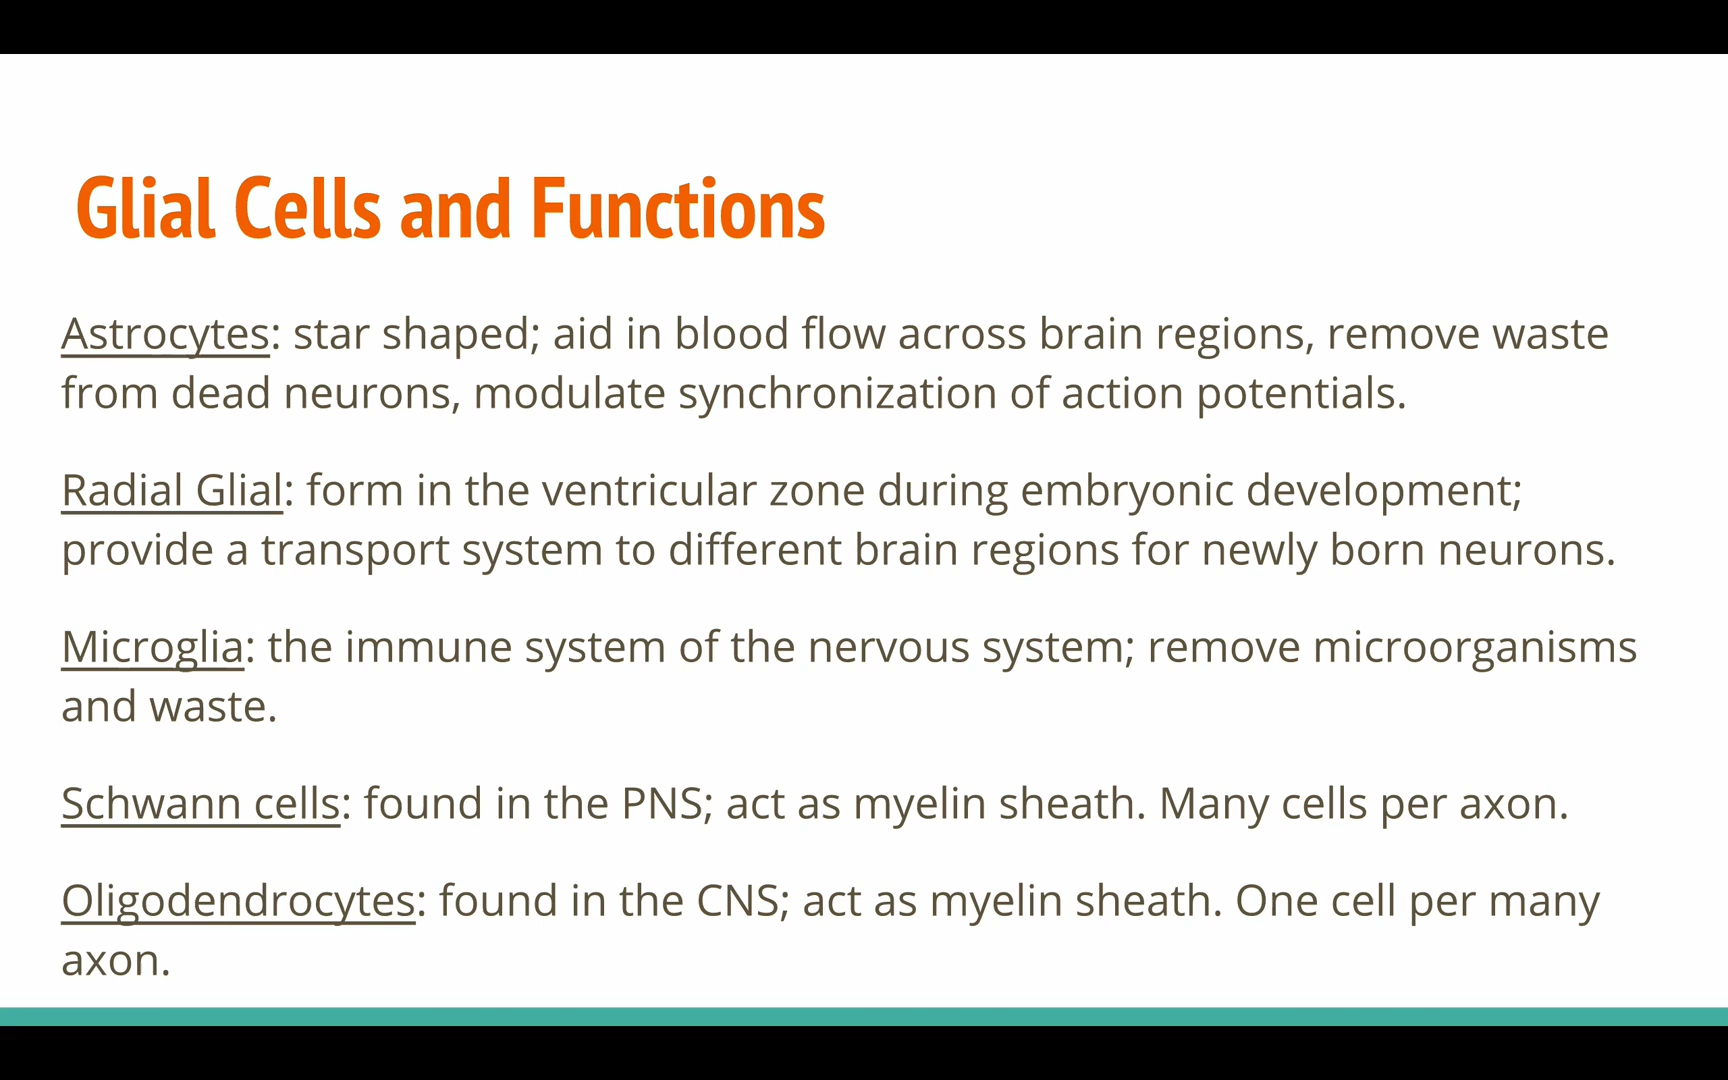 Glial Cells and Functions
Astrocytes: star shaped; aid in blood flow across brain regions, remove waste
from dead neurons, modulate synchronization of action potentials.
Radial Glial: form in the ventricular zone during embryonic development;
provide a transport system to different brain regions for newly born neurons.
Microglia: the immune system of the nervous system; remove microorganisms
and waste.
Schwann cells: found in the PNS; act as myelin sheath. Many cells per axon.
Oligodendrocytes: found in the CNS; act as myelin sheath. One cell per many
axon.